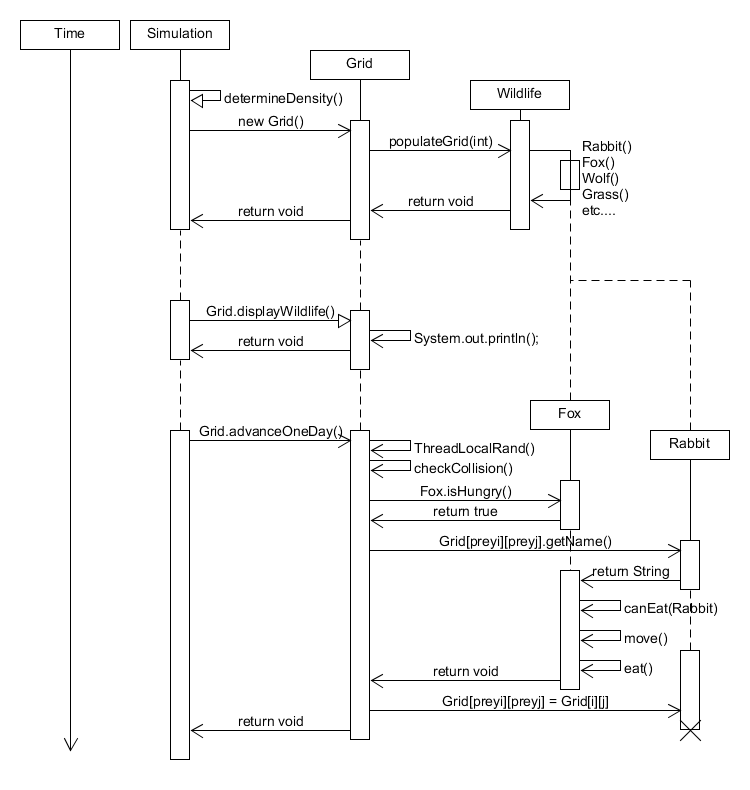 Time
Simulation
Grid
Wildlife
determineDensity()
new Grid()
populateGrid(int)
Rabbit()
Fox()
Wolf()
Grass()
etc....
return void
return void
Grid.displayWildlife()
System.out.println();
return void
Fox
Rabbit
Grid.advanceOneDay()
ThreadLocalRand()
checkCollision()
Fox.isHungry()
return true
Grid[preyi][preyj].getName()
return String
canEat(Rabbit)
move()
eat()
return void
Grid[preyi][preyj] = Grid[i][j]
return void